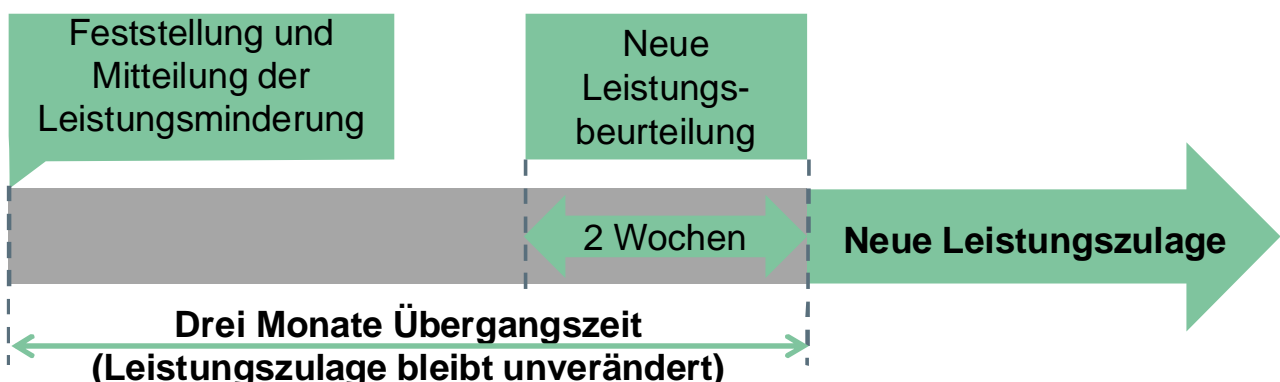 Feststellung und
Mitteilung der
Leistungsminderung
Neue
Leistungs-
beurteilung
2 Wochen
Neue Leistungszulage
Drei Monate Übergangszeit
(Leistungszulage bleibt unverändert)